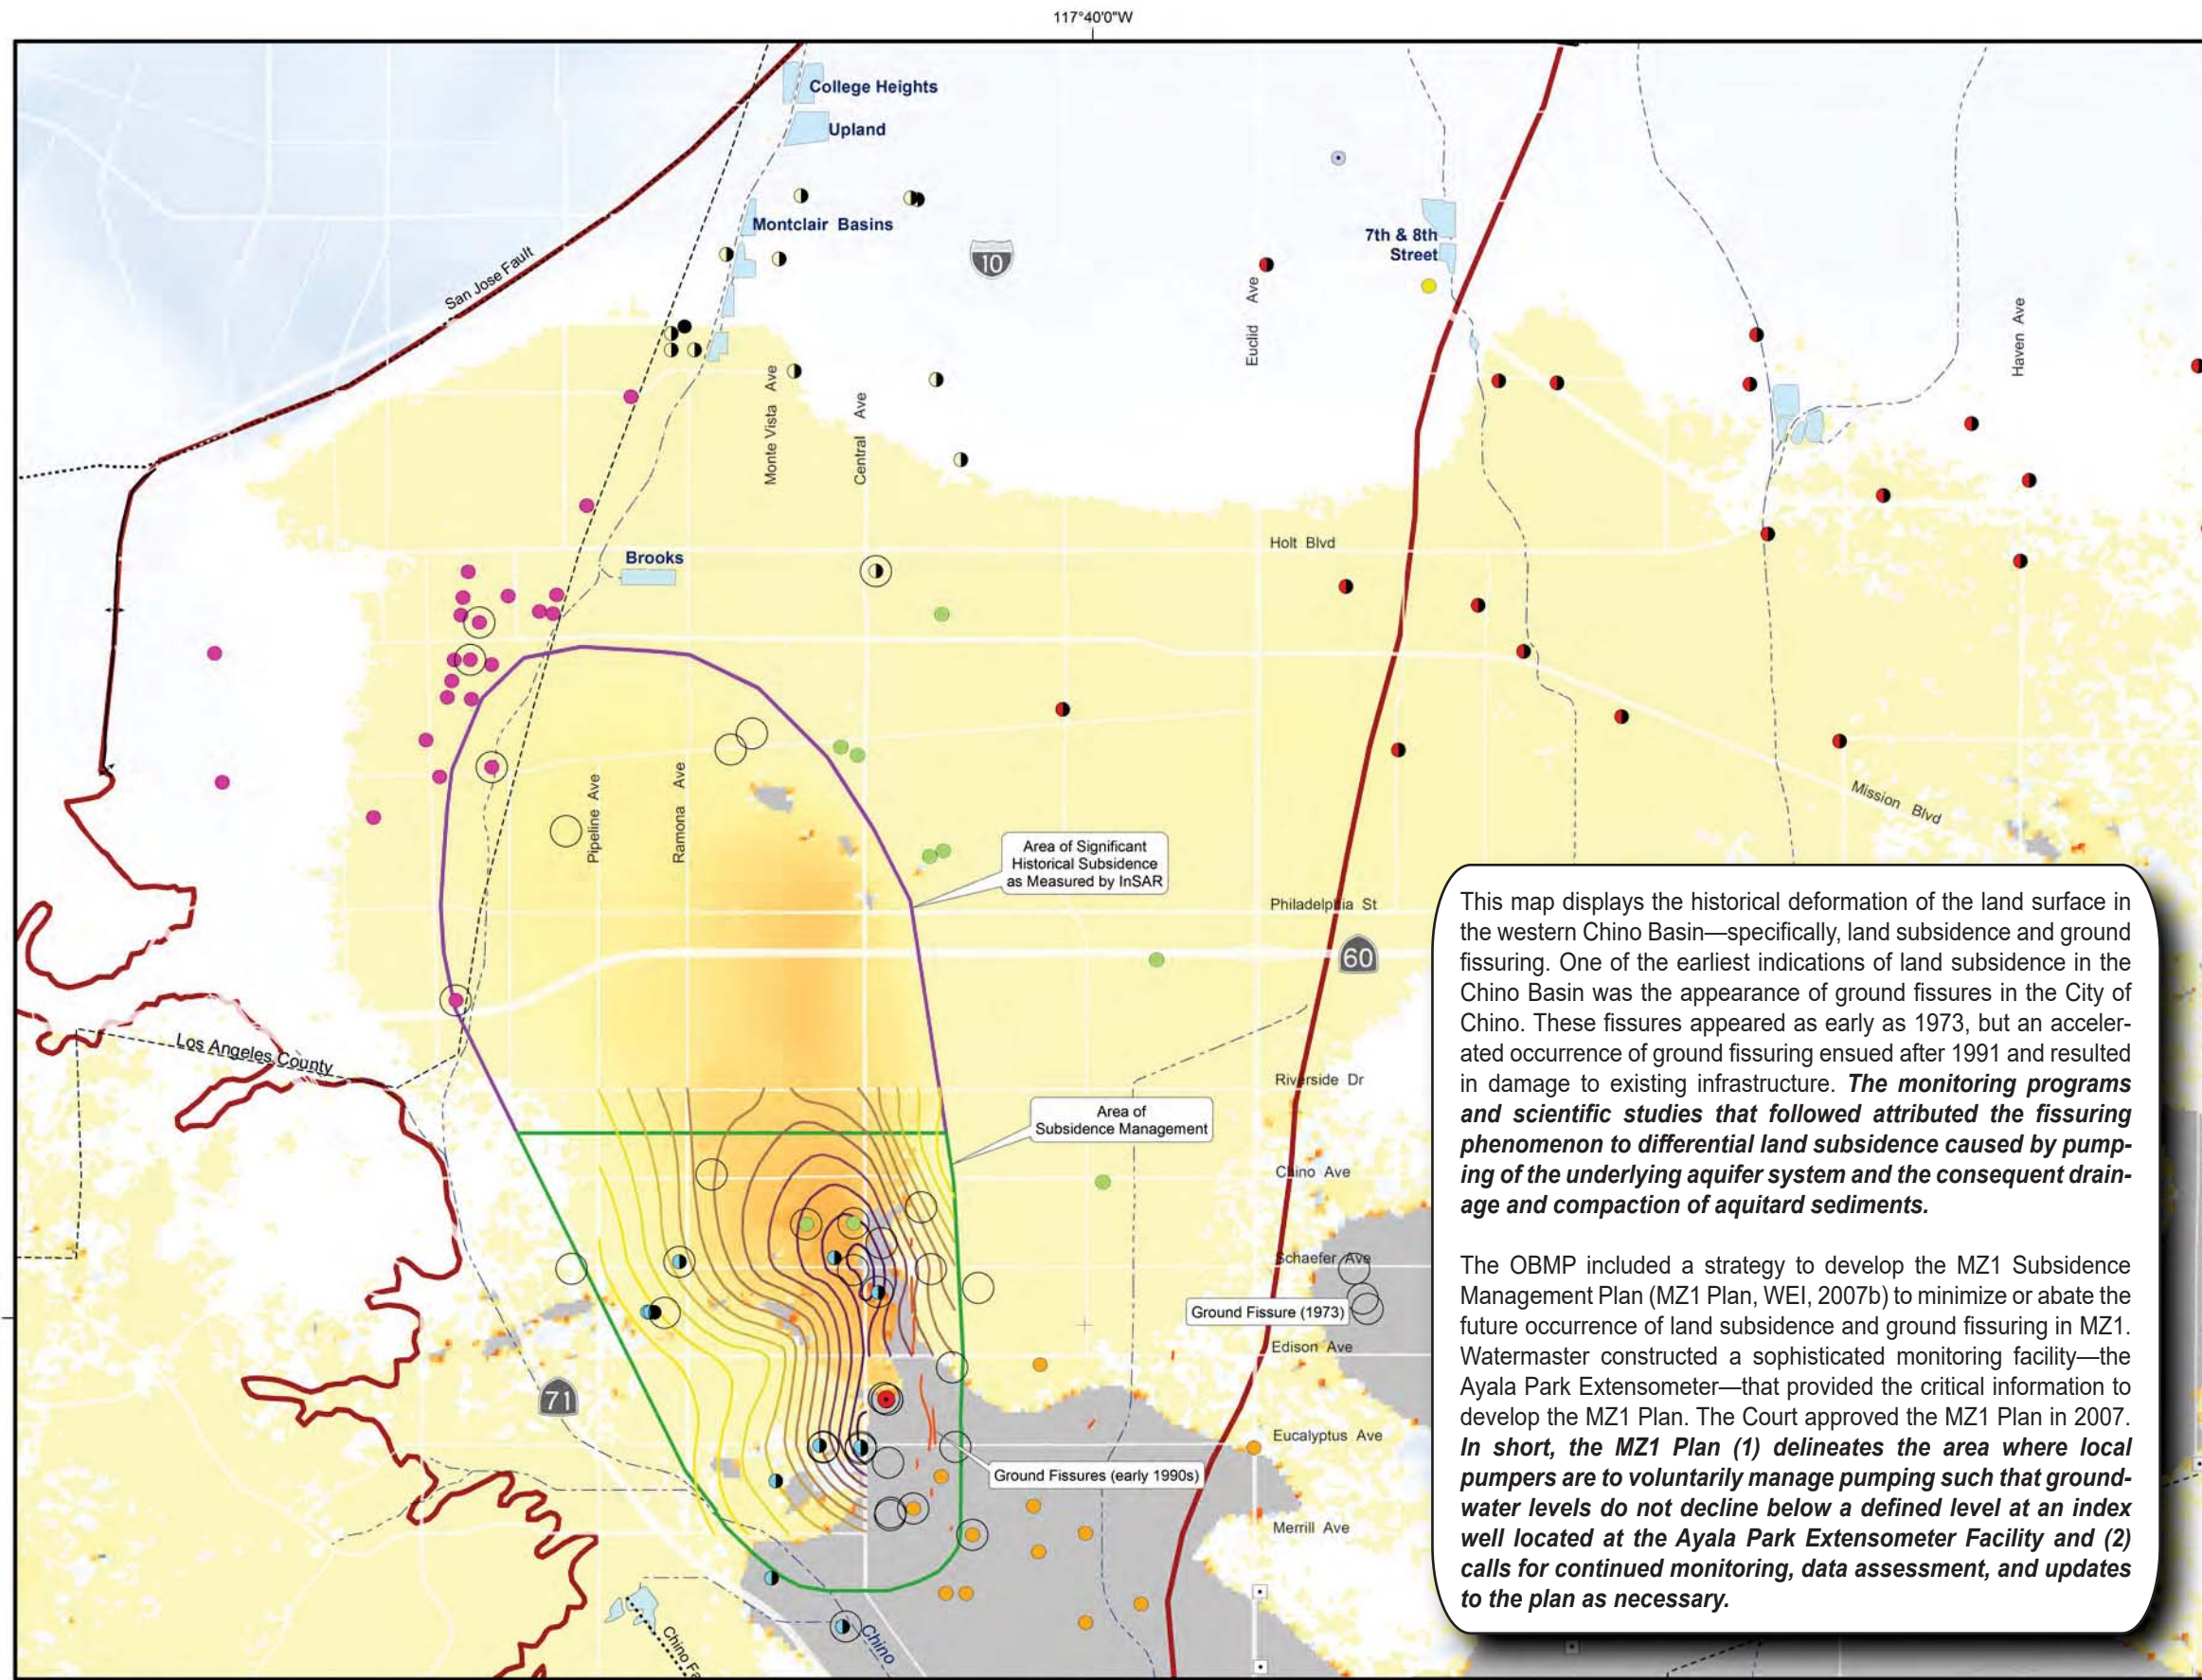 117°40'0"W
College Heights
Upland
Montclair Basins
10
7th & 8th
Street
San Jose Fault
Euclid Ave
Haven Ave
Monte Vista Ave
Central Ave
Holt Blvd
Brooks
Pipeline Ave
Ramona Ave
Mission Blvd
Area of Significant
Historical Subsidence
as Measured by InSAR
Philadelphia St
60
Los Angeles County
Riverside Dr
Area of
Subsidence Management
Chino Ave
Schaefer Ave
Ground Fissure (1973)
Edison Ave
71
Eucalyptus Ave
Ground Fissures (early 1990s)
Merrill Ave
Chino
Chino Fa
This map displays the historical deformation of the land surface in
the western Chino Basin—specifically, land subsidence and ground
fissuring. One of the earliest indications of land subsidence in the
Chino Basin was the appearance of ground fissures in the City of
Chino. These fissures appeared as early as 1973, but an acceler-
ated occurrence of ground fissuring ensued after 1991 and resulted
in damage to existing infrastructure. The monitoring programs
and scientific studies that followed attributed the fissuring
phenomenon to differential land subsidence caused by pump-
ing of the underlying aquifer system and the consequent drain-
age and compaction of aquitard sediments.
The OBMP included a strategy to develop the MZ1 Subsidence
Management Plan (MZ1 Plan, WEI, 2007b) to minimize or abate the
future occurrence of land subsidence and ground fissuring in MZ1.
Watermaster constructed a sophisticated monitoring facility—the
Ayala Park Extensometer—that provided the critical information to
develop the MZ1 Plan. The Court approved the MZ1 Plan in 2007.
In short, the MZ1 Plan (1) delineates the area where local
pumpers are to voluntarily manage pumping such that ground-
water levels do not decline below a defined level at an index
well located at the Ayala Park Extensometer Facility and (2)
calls for continued monitoring, data assessment, and updates
to the plan as necessary.